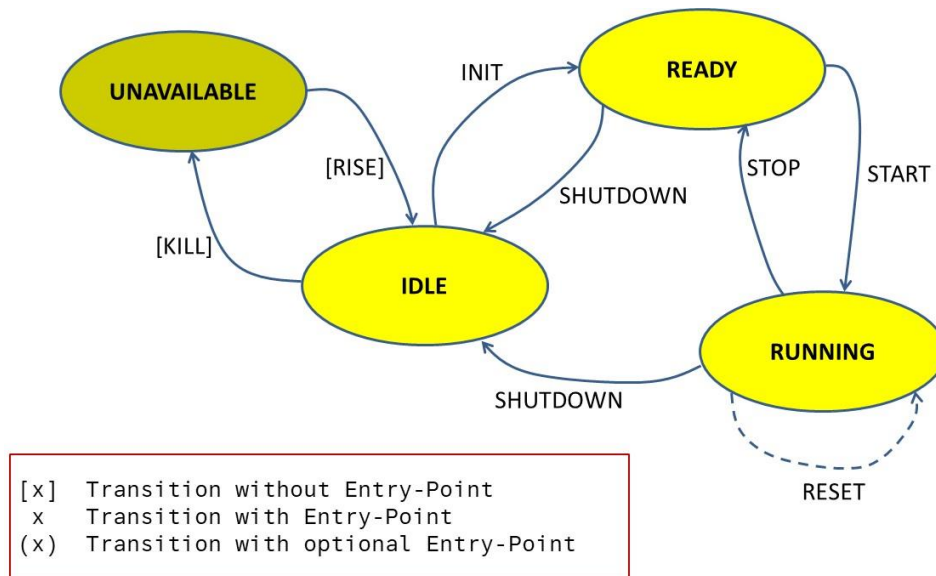 READY
INIT
UNAVAILABLE
[RISE]
STOP
START
SHUTDOWN
[KILL]
IDLE
RUNNING
SHUTDOWN
RESET
[x] Transition without Entry-Point
x Transition with Entry-Point
(x) Transition with optional Entry-Point